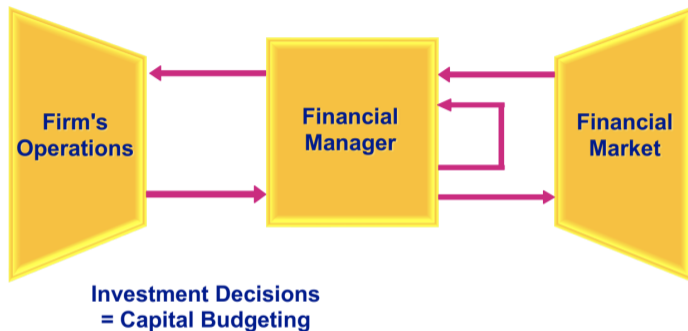 Firm's
Operations
Financial
Manager
Financial
Market
Investment Decisions
= Capital Budgeting